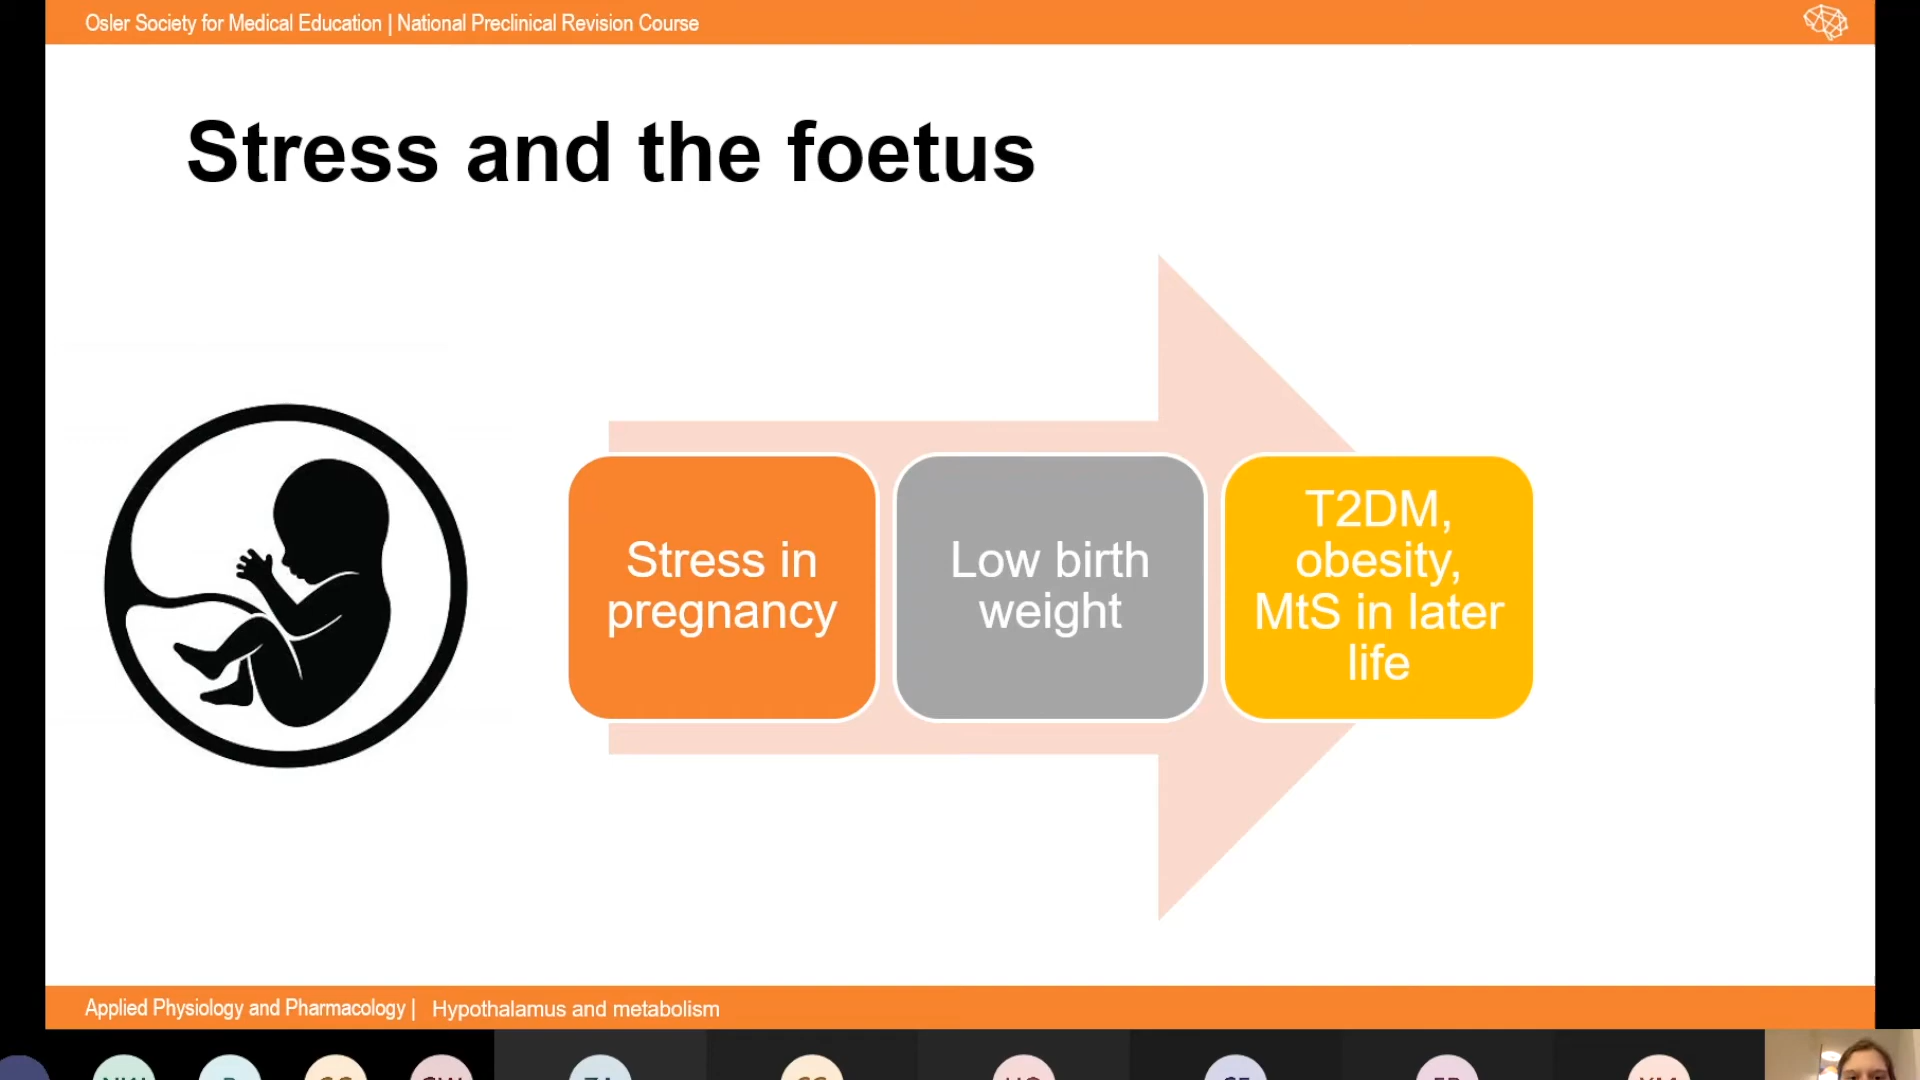 Osler Society for Medical Education | National Preclinical Revision Course
Stress and the foetus
Stress in
pregnancy
Low birth
weight
T2DM,
obesity,
MtS in later
life
Applied Physiology and Pharmacology | Hypothalamus and metabolism